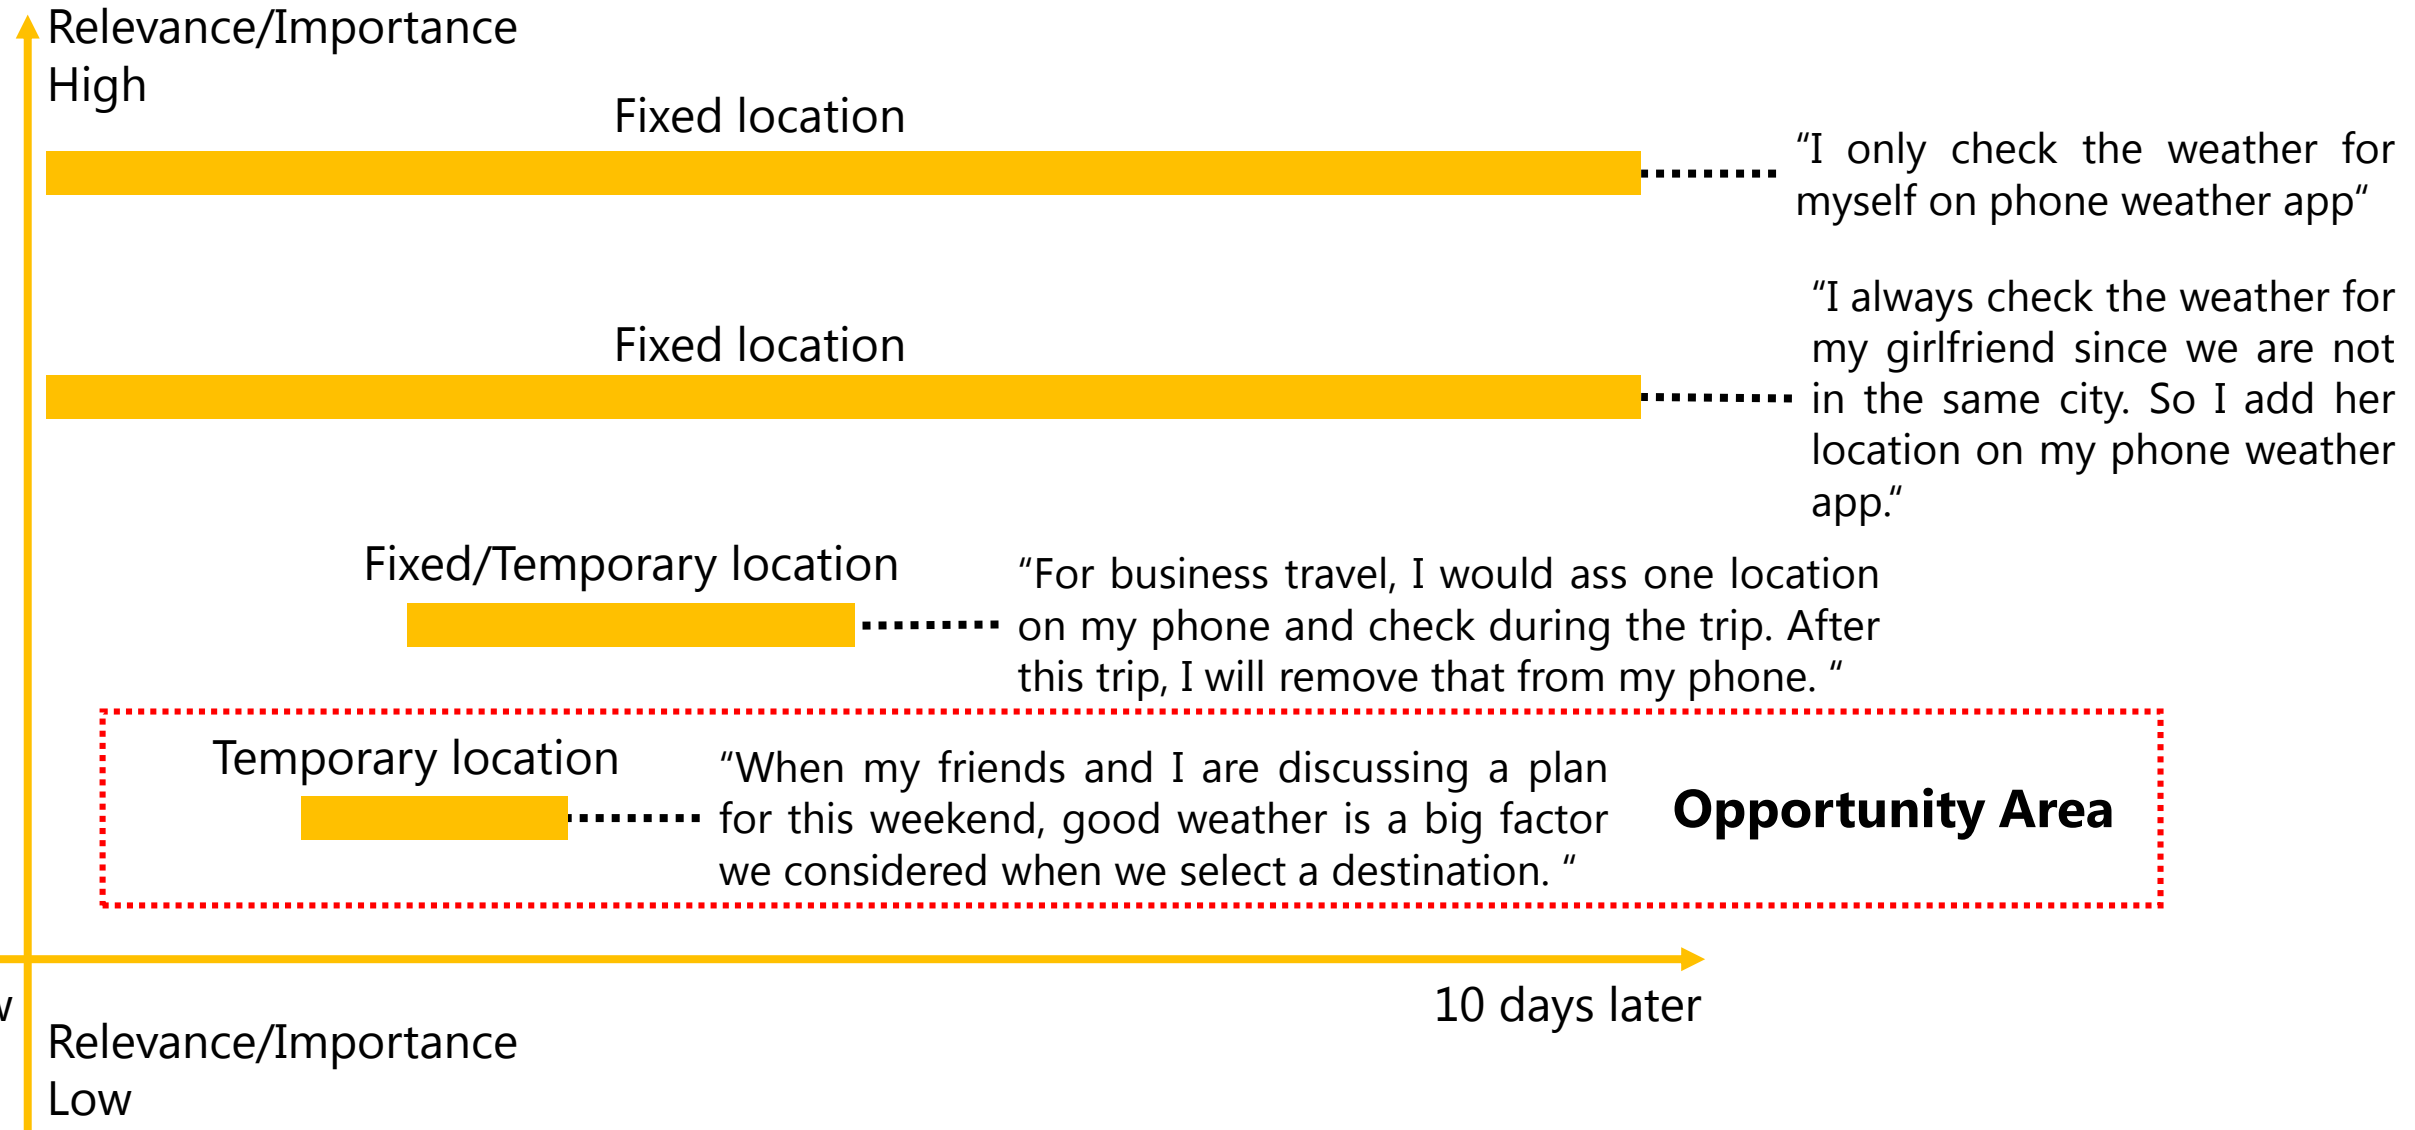 Relevance/Importance
High
Fixed location
“I only check the weather for
myself on phone weather app“
Fixed location
“I always check the weather for
my girlfriend since we are not
in the same city. So I add her
location on my phone weather
app.“
Fixed/Temporary location
“For business travel, I would ass one location
on my phone and check during the trip. After
this trip, I will remove that from my phone. “
Temporary location
“When my friends and I are discussing a plan
for this weekend, good weather is a big factor
we considered when we select a destination. “
Opportunity Area
10 days later
Relevance/Importance
Low